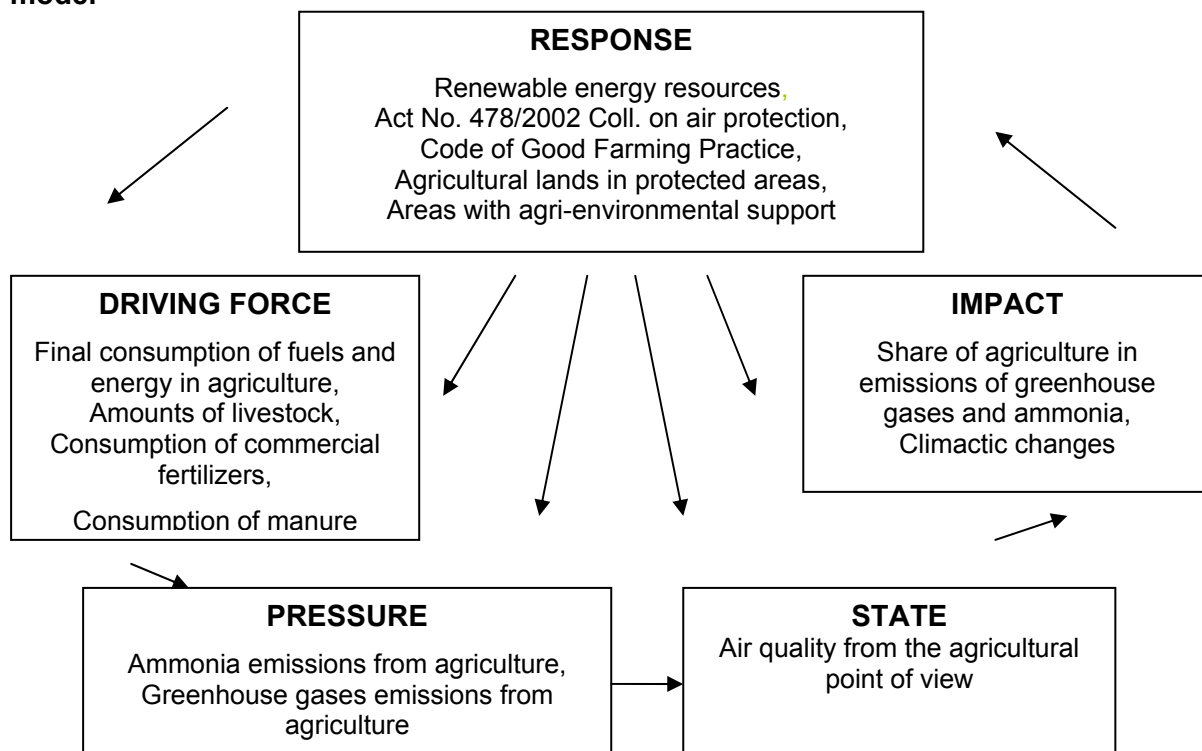 model
RESPONSE
Renewable energy resources,
Act No. 478/2002 Coll. on air protection,
Code of Good Farming Practice,
Agricultural lands in protected areas,
Areas with agri-environmental support
DRIVING FORCE
Final consumption of fuels and
energy in agriculture,
Amounts of livestock,
Consumption of commercial
fertilizers,
Consumption of manure
IMPACT
Share of agriculture in
emissions of greenhouse
gases and ammonia,
Climactic changes
PRESSURE
Ammonia emissions from agriculture,
Greenhouse gases emissions from
agriculture
STATE
Air quality from the agricultural
point of view